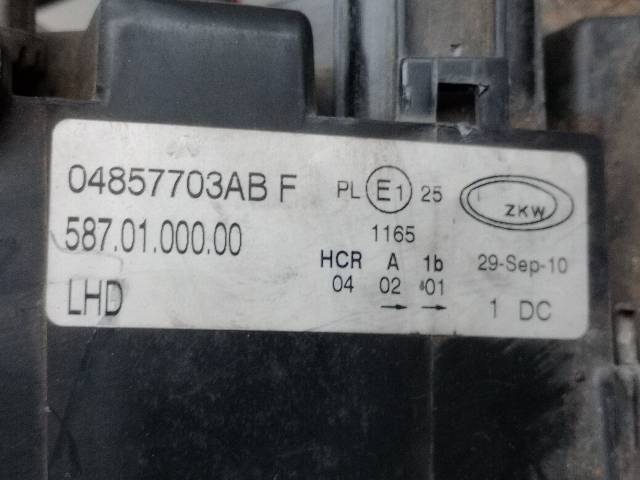 04857703AB F
587.01.000.00
LHD
PL E1 25
1165
HCR A 1b
04 02 01
→ →
ZKW
29-Sep-10
1 DC